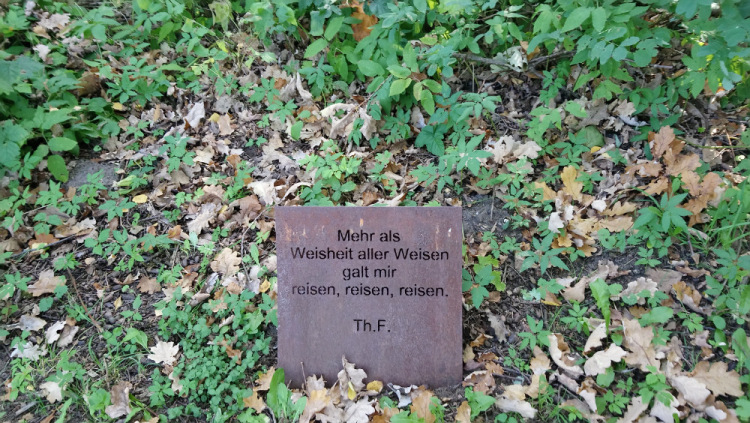 Mehr als
Weisheit aller Weisen
galt mir
reisen, reisen, reisen.
Th.F.